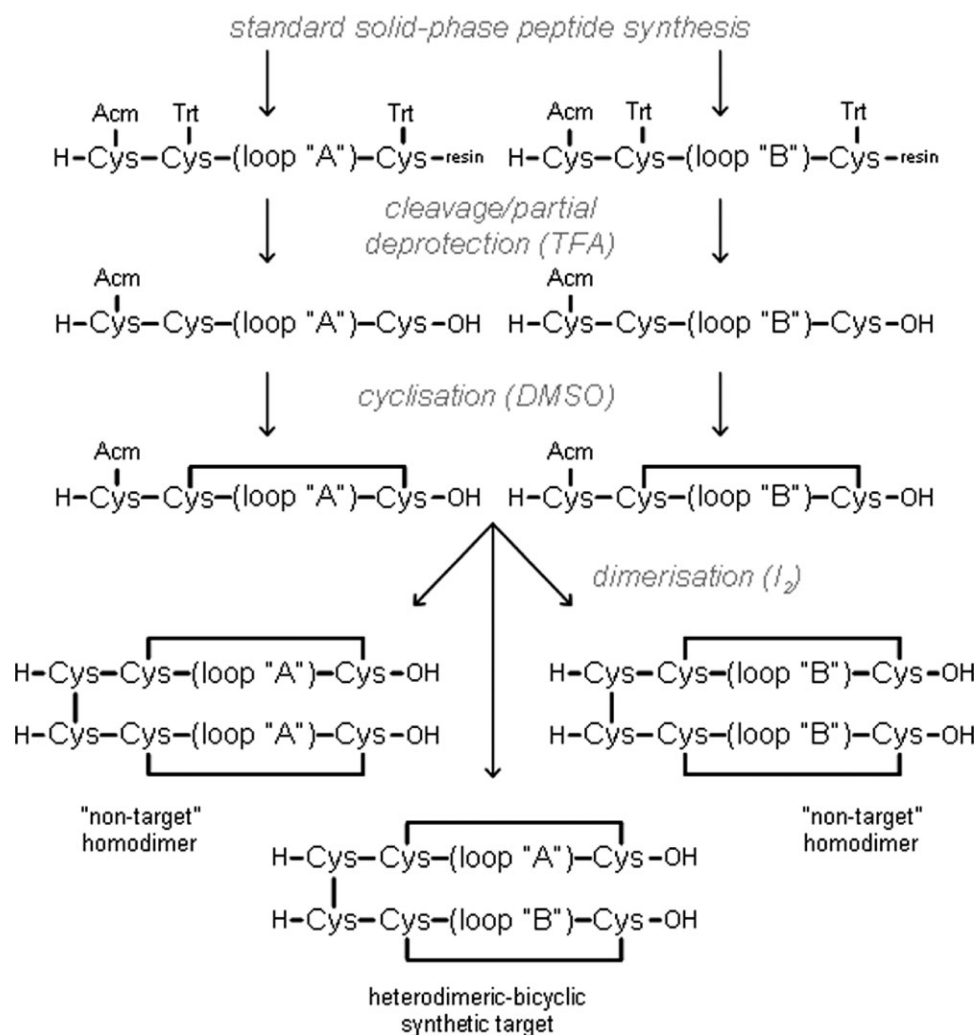 standard solid-phase peptide synthesis
Acm Trt Trt Acm Trt Trt
H-Cys-Cys-(loop "A")-Cys-resin H-Cys-Cys-(loop "B")-Cys-resin
cleavage/partial
deprotection (TFA)
Acm Acm
H-Cys-Cys-(loop "A")-Cys-OH H-Cys-Cys-(loop "B")-Cys-OH
cyclisation (DMSO)
Acm Acm
H-Cys-Cys-(loop "A")-Cys-OH H-Cys-Cys-(loop "B")-Cys-OH
dimerisation (I₂)
H-Cys-Cys-(loop "A")-Cys-OH H-Cys-Cys-(loop "B")-Cys-OH
H-Cys-Cys-(loop "A")-Cys-OH H-Cys-Cys-(loop "B")-Cys-OH
"non-target" "non-target"
homodimer homodimer
H-Cys-Cys-(loop "A")-Cys-OH
H-Cys-Cys-(loop "B")-Cys-OH
heterodimeric-bicyclic
synthetic target